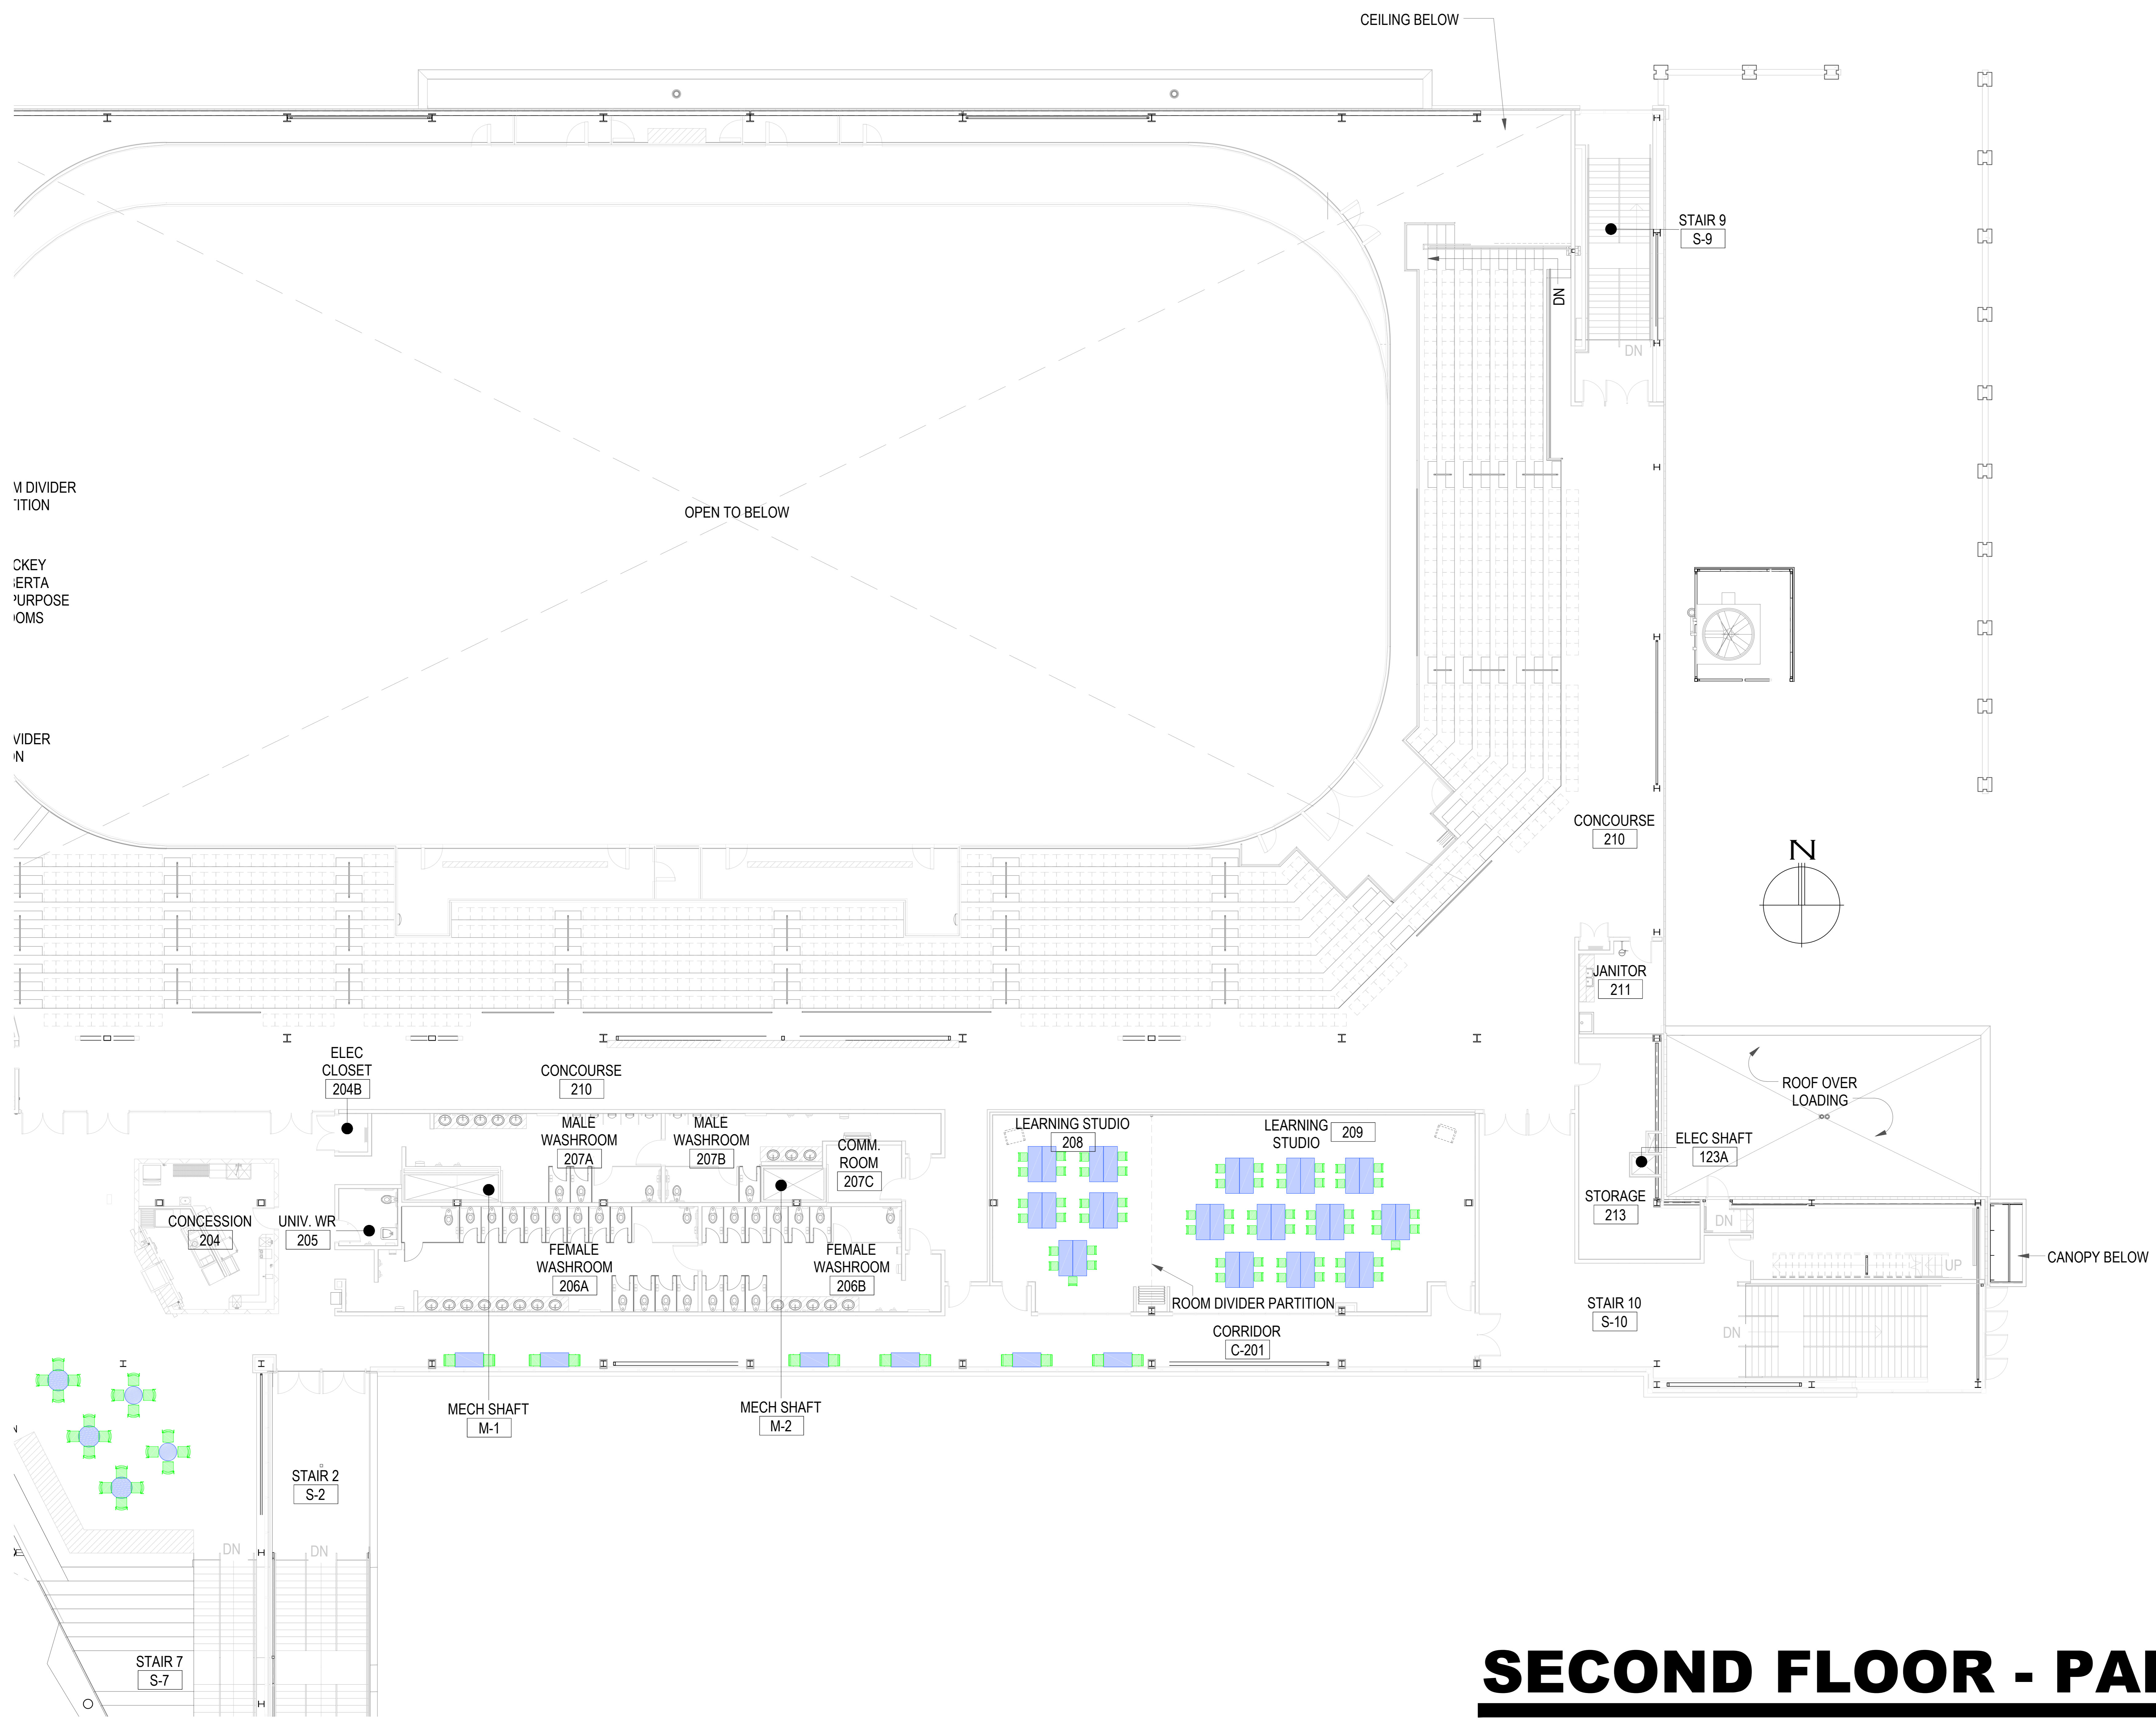 CEILING BELOW
STAIR 9
S-9
DN
DN
M DIVIDER
TITION
OPEN TO BELOW
CKEY
BERTA
PURPOSE
OMS
VIDER
N
CONCOURSE
210
N
JANITOR
211
ELEC
CLOSET
204B
CONCOURSE
210
ROOF OVER
LOADING
MALE
WASHROOM
207A
MALE
WASHROOM
207B
COMM.
ROOM
207C
LEARNING STUDIO
208
LEARNING
STUDIO
209
ELEC SHAFT
123A
STORAGE
213
DN
CONCESSION
204
UNIV. WR
205
FEMALE
WASHROOM
206A
FEMALE
WASHROOM
206B
CANOPY BELOW
UP
ROOM DIVIDER PARTITION
STAIR 10
S-10
DN
CORRIDOR
C-201
MECH SHAFT
M-1
MECH SHAFT
M-2
N
STAIR 2
S-2
DN
DN
STAIR 7
S-7
SECOND FLOOR - PA